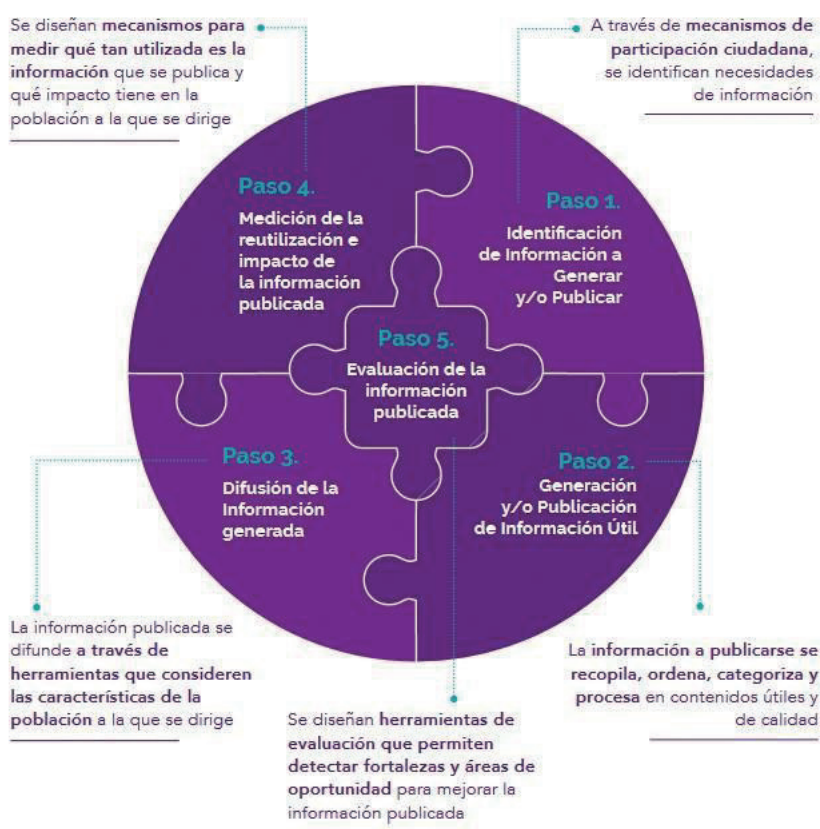 Se diseñan mecanismos para
medir qué tan utilizada es la
información que se publica y
qué impacto tiene en la
población a la que se dirige
A través de mecanismos de
participación ciudadana,
se identifican necesidades
de información
Paso 4.
Medición de la
reutilización e
impacto de
la información
publicada
Paso 1.
Identificación
de Información a
Generar
y/o Publicar
Paso 5.
Evaluación de la
información
publicada
Paso 3.
Difusión de la
Información
generada
Paso 2.
Generación
y/o Publicación
de Información Útil
La información publicada se
difunde a través de
herramientas que consideren
las características de la
población a la que se dirige
Se diseñan herramientas de
evaluación que permiten
detectar fortalezas y áreas de
oportunidad para mejorar la
información publicada
La información a publicarse se
recopila, ordena, categoriza y
procesa en contenidos útiles y
de calidad